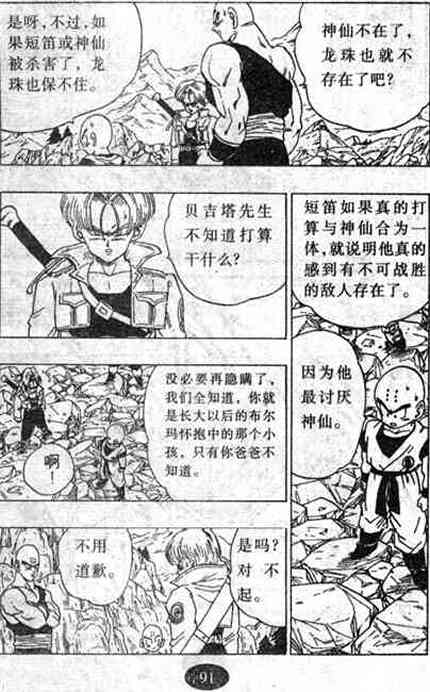 神仙不在了，
龙珠也就不
存在了吧？
是呀，不过，如
果短笛或神仙
被杀害了，龙
珠也保不住。
短笛如果真的打
算与神仙合为一
体，就说明他真的
感到有不可战胜
的敌人存在了。
因为他
最讨厌
神仙。
贝吉塔先生
不知道打算
干什么？
没必要再隐瞒了，
我们全知道，你就
是长大以后的布尔
玛怀抱中的那个小
孩，只有你爸爸不
知道。
啊！
是吗？
对不
起。
不用
道歉。
91